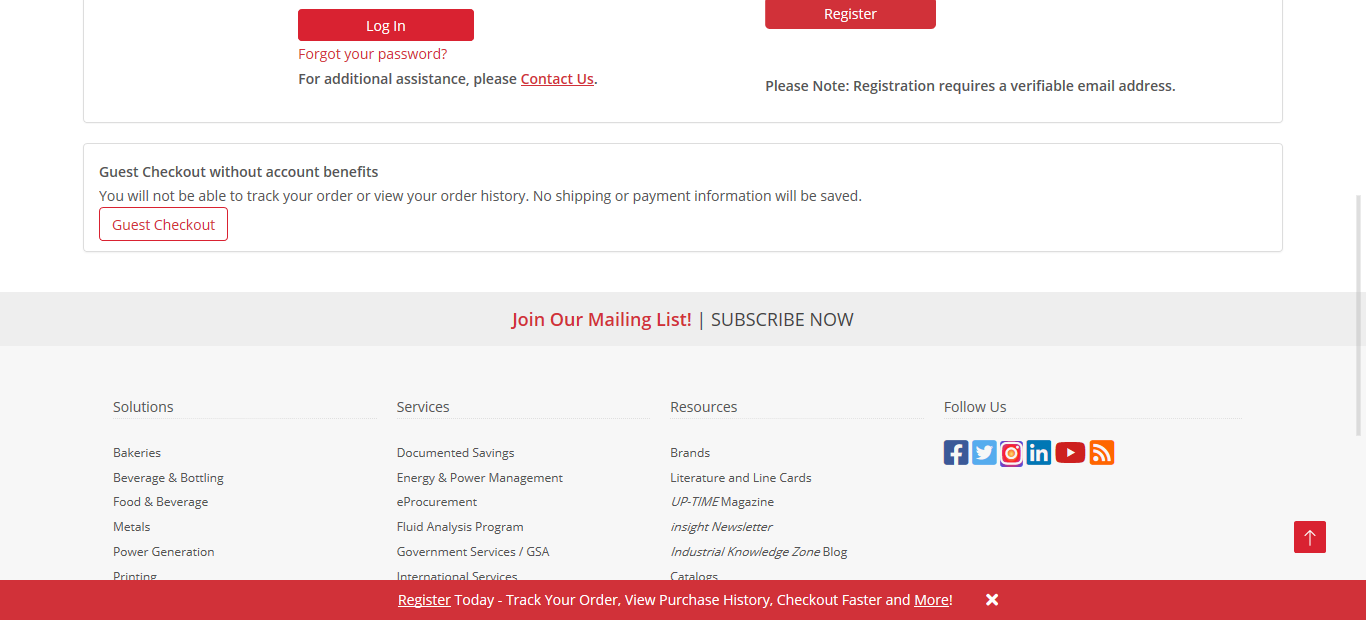 Log In
Forgot your password?
For additional assistance, please Contact Us.
Register
Please Note: Registration requires a verifiable email address.
Guest Checkout without account benefits
You will not be able to track your order or view your order history. No shipping or payment information will be saved.
Guest Checkout
Join Our Mailing List! | SUBSCRIBE NOW
Solutions
Bakeries
Beverage & Bottling
Food & Beverage
Metals
Power Generation
Printing
Services
Documented Savings
Energy & Power Management
eProcurement
Fluid Analysis Program
Government Services / GSA
International Services
Resources
Brands
Literature and Line Cards
UP-TIME Magazine
insight Newsletter
Industrial Knowledge Zone Blog
Catalogs
Follow Us
Register Today - Track Your Order, View Purchase History, Checkout Faster and More!